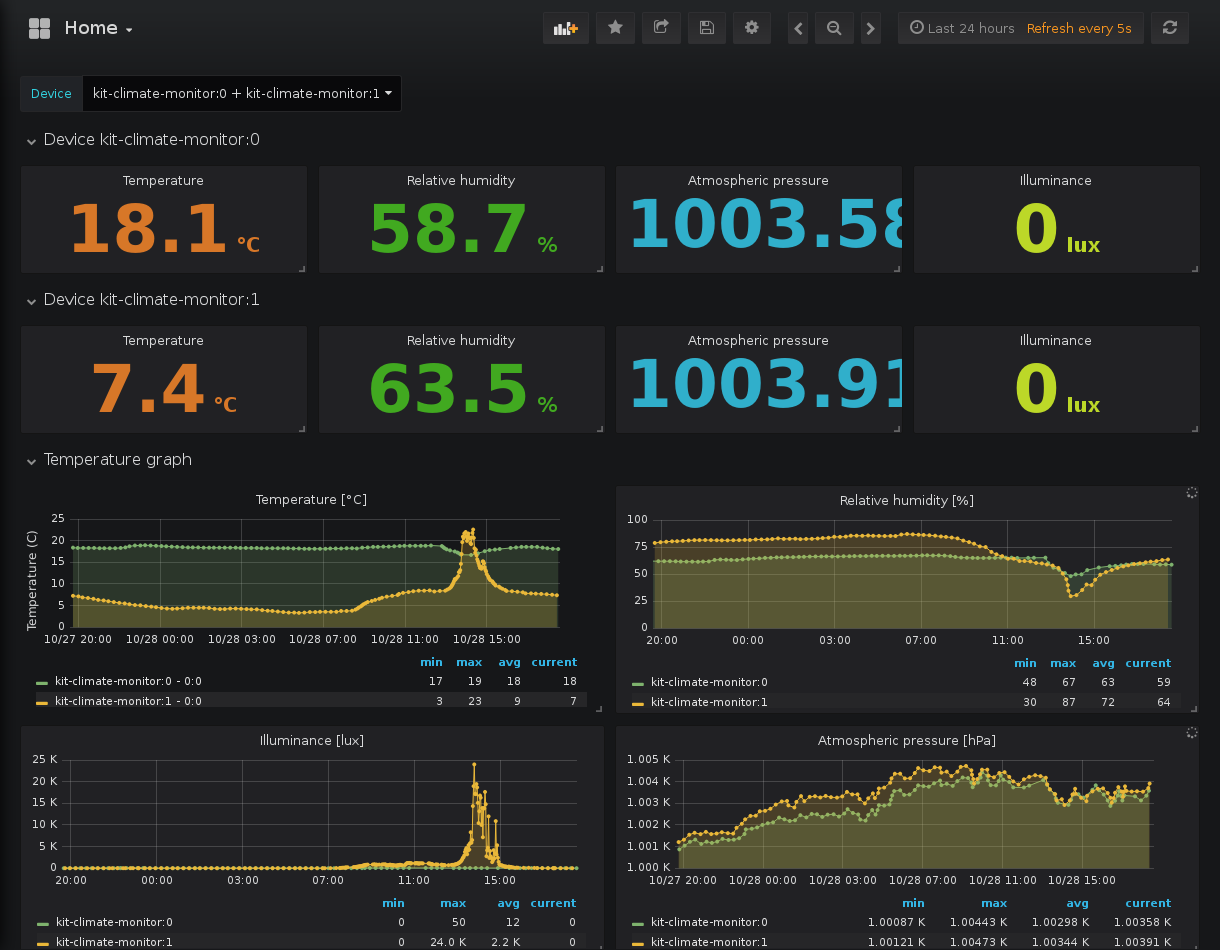 Home
Last 24 hours Refresh every 5s
Device kit-climate-monitor:0 + kit-climate-monitor:1
Device kit-climate-monitor:0
Temperature Relative humidity Atmospheric pressure Illuminance
18.1 °C 58.7 % 1003.58 0 lux
Device kit-climate-monitor:1
Temperature Relative humidity Atmospheric pressure Illuminance
7.4 °C 63.5 % 1003.91 0 lux
Temperature graph
Temperature [°C]
Temperature (C)
25
20
15
10
5
0
10/27 20:00 10/28 00:00 10/28 03:00 10/28 07:00 10/28 11:00 10/28 15:00
min max avg current
kit-climate-monitor:0 - 0:0 17 19 18 18
kit-climate-monitor:1 - 0:0 3 23 9 7
Relative humidity [%]
100
75
50
25
0
20:00 00:00 03:00 07:00 11:00 15:00
min max avg current
kit-climate-monitor:0 48 67 63 59
kit-climate-monitor:1 30 87 72 64
Illuminance [lux]
25 K
20 K
15 K
10 K
5 K
0
20:00 00:00 03:00 07:00 11:00 15:00
min max avg current
kit-climate-monitor:0 0 50 12 0
kit-climate-monitor:1 0 24.0 K 2.2 K 0
Atmospheric pressure [hPa]
1.005 K
1.004 K
1.003 K
1.002 K
1.001 K
1.000 K
10/27 20:00 10/28 00:00 10/28 03:00 10/28 07:00 10/28 11:00 10/28 15:00
min max avg current
kit-climate-monitor:0 1.00087 K 1.00443 K 1.00298 K 1.00358 K
kit-climate-monitor:1 1.00121 K 1.00473 K 1.00344 K 1.00391 K